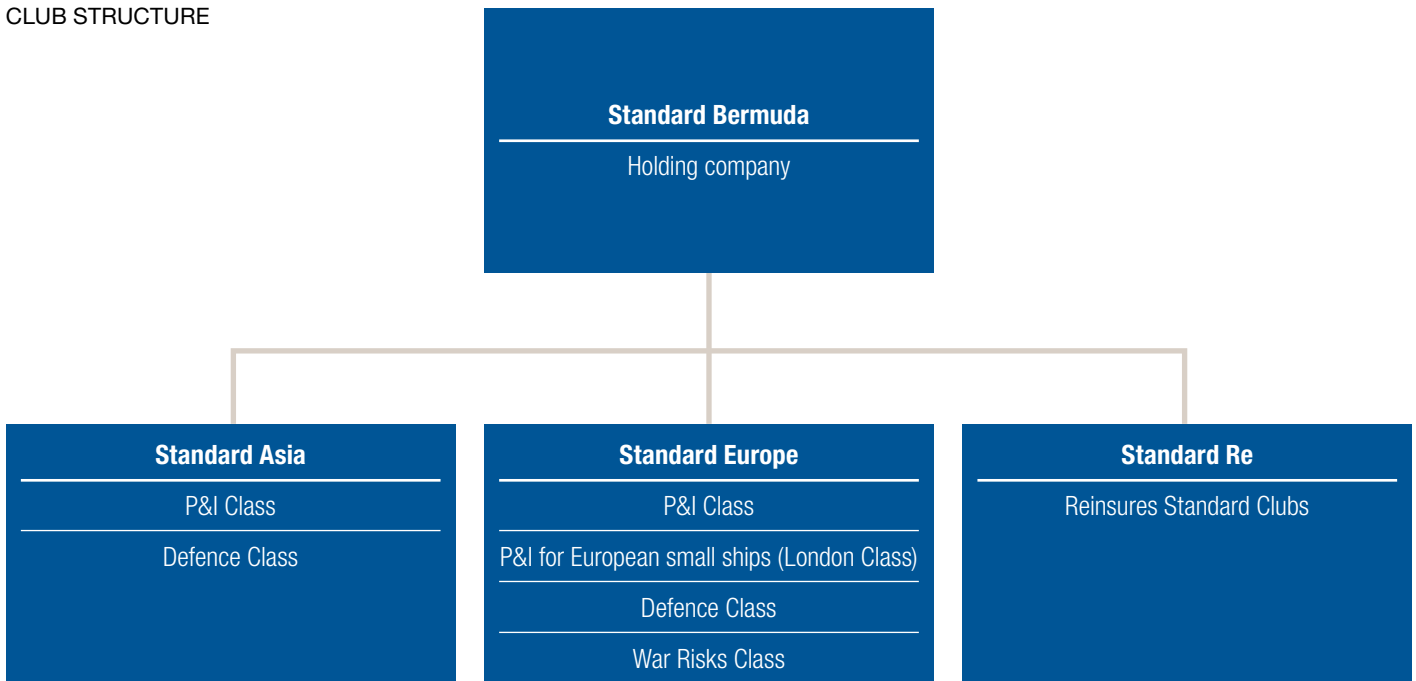 CLUB STRUCTURE
Standard Bermuda
Holding company
Standard Asia
P&I Class
Defence Class
Standard Europe
P&I Class
P&I for European small ships (London Class)
Defence Class
War Risks Class
Standard Re
Reinsures Standard Clubs